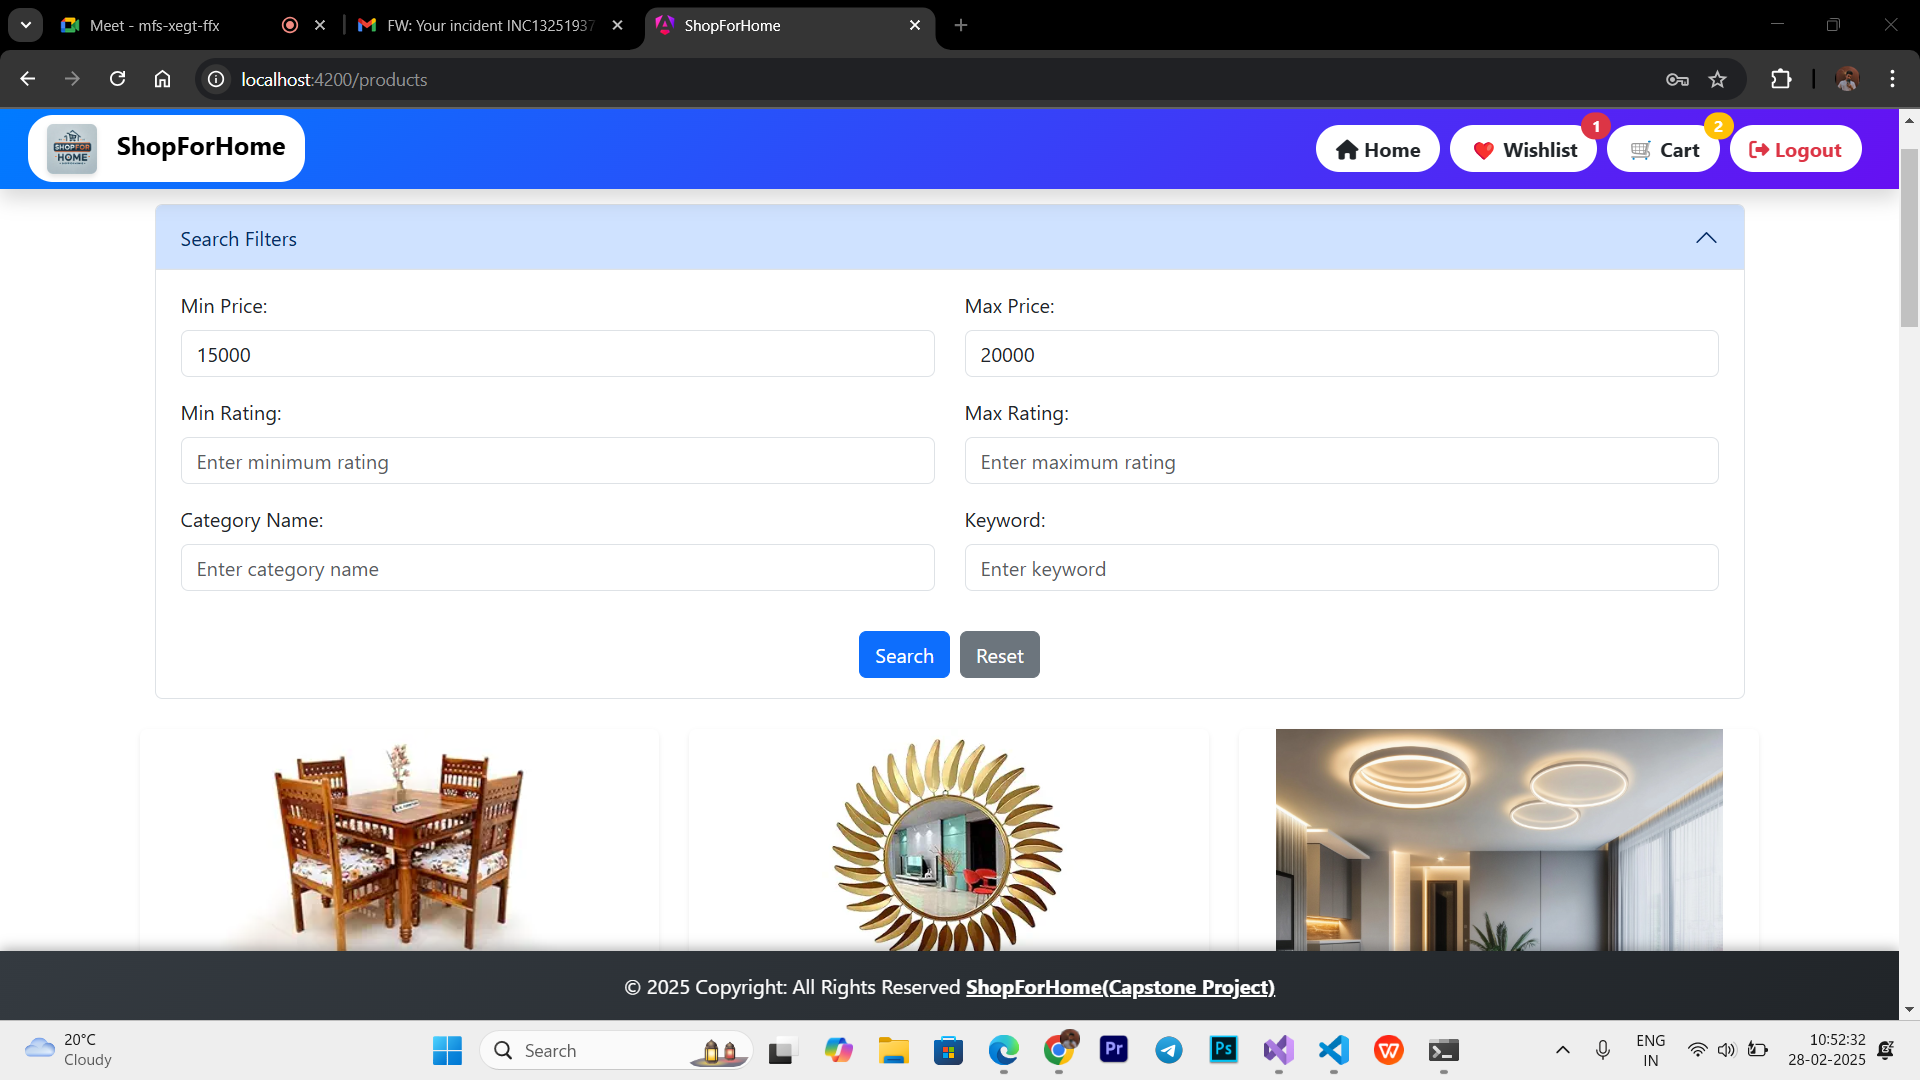 Meet - mfs-xegt-ffx
FW: Your incident INC13251937
ShopForHome
localhost:4200/products
SHOPFOR
HOME
ShopForHome
Home
Wishlist
1
Cart
2
Logout
Search Filters
Min Price:
Max Price:
15000
20000
Min Rating:
Max Rating:
Enter minimum rating
Enter maximum rating
Category Name:
Keyword:
Enter category name
Enter keyword
Search
Reset
© 2025 Copyright: All Rights Reserved ShopForHome(Capstone Project)
20°C
Cloudy
Search
Pr
Ps
W
ENG
IN
10:52:32
28-02-2025